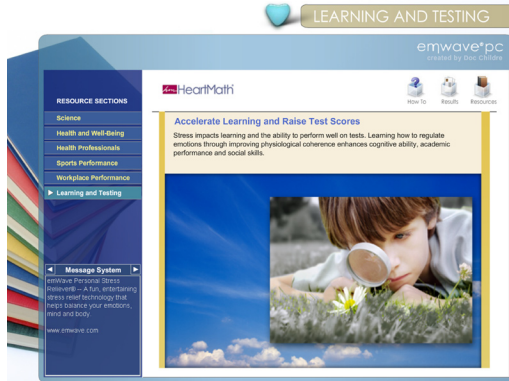 LEARNING AND TESTING
emwave®pc
created by Doc Childre
HeartMath®
How To
Results
Resources
RESOURCE SECTIONS
Science
Health and Well-Being
Health Professionals
Sports Performance
Workplace Performance
Learning and Testing
Accelerate Learning and Raise Test Scores
Stress impacts learning and the ability to perform well on tests. Learning how to regulate
emotions through improving physiological coherence enhances cognitive ability, academic
performance and social skills.
Message System
emWave Personal Stress
Reliever® -- A fun, entertaining
stress relief technology that
helps balance your emotions,
mind and body.
www.emwave.com